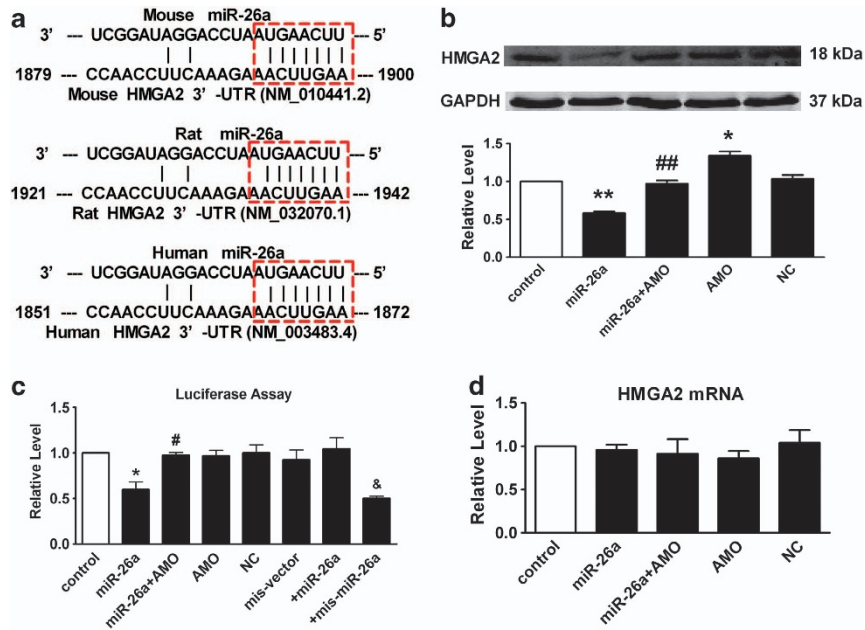 a
Mouse miR-26a
3' --- UCGGAUAGGACCUAAUGAACUU --- 5'
1879 --- CCAACCUUCAAAGAAACUUGAA --- 1900
Mouse HMGA2 3' -UTR (NM_010441.2)
Rat miR-26a
3' --- UCGGAUAGGACCUAAUGAACUU --- 5'
1921 --- CCAACCUUCAAAGAAACUUGAA --- 1942
Rat HMGA2 3' -UTR (NM_032070.1)
Human miR-26a
3' --- UCGGAUAGGACCUAAUGAACUU --- 5'
1851 --- CCAACCUUCAAAGAAACUUGAA --- 1872
Human HMGA2 3' -UTR (NM_003483.4)
b
HMGA2 18 kDa
GAPDH 37 kDa
Relative Level
1.5
1.0
0.5
0.0
** ## *
control miR-26a miR-26a+AMO AMO NC
c
Luciferase Assay
Relative Level
1.5
1.0
0.5
0.0
* # &
control miR-26a miR-26a+AMO AMO NC mis-vector +miR-26a +mis-miR-26a
d
HMGA2 mRNA
Relative Level
1.5
1.0
0.5
0.0
control miR-26a miR-26a+AMO AMO NC